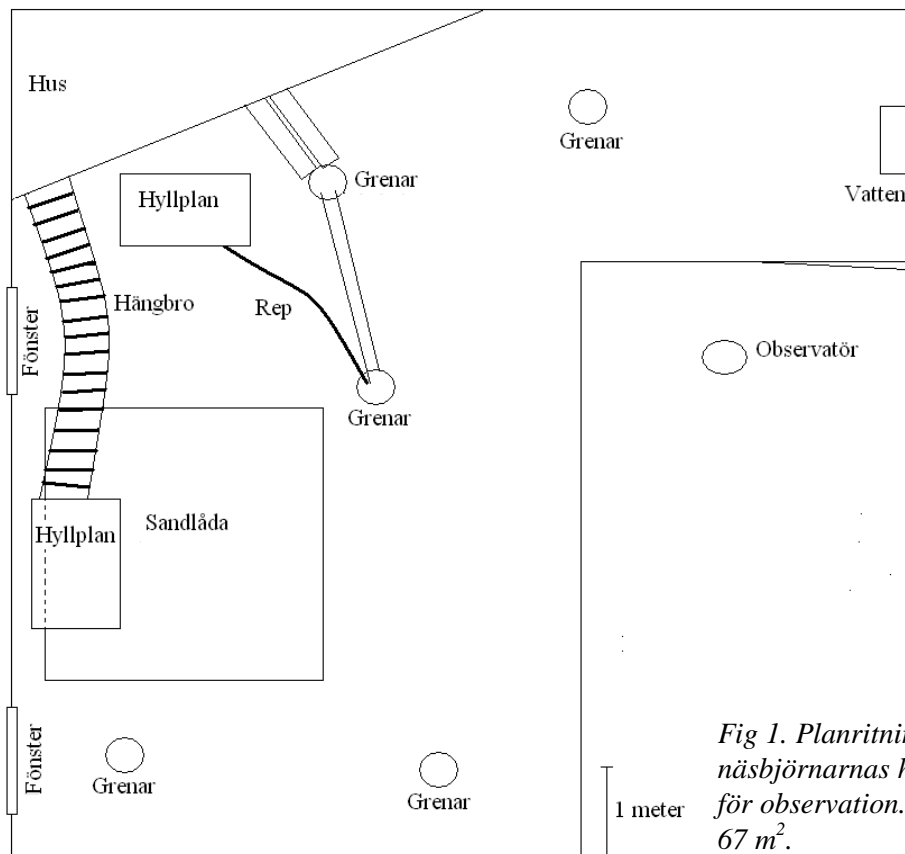 Hus
Grenar
Grenar
Hyllplan
Vatten
Hängbro
Rep
Fönster
Observatör
Grenar
Hyllplan
Sandlåda
Fönster
Grenar
Grenar
1 meter
Fig 1. Planritnin
näsbjörnarnas h
för observation.
67 m².